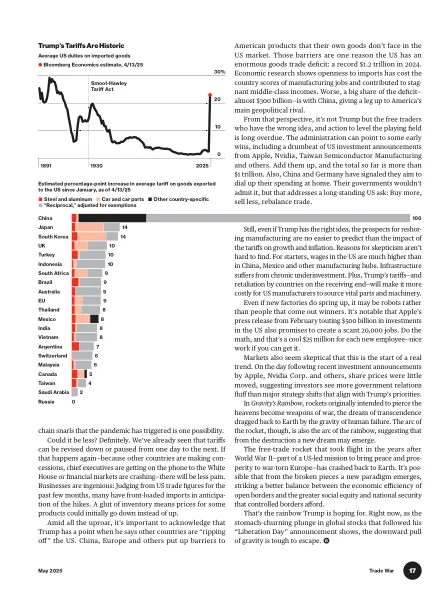 Trump's Tariffs Are Historic
Average US duties on imported goods
Bloomberg Economics estimate, 4/13/25
30%
Smoot-Hawley
Tariff Act
20
10
0
1891
1930
2025
Estimated percentage-point increase in average tariff on goods exported
to the US since January, as of 4/13/25
Steel and aluminum Car and car parts Other country-specific
"Reciprocal," adjusted for exemptions
China 100
Japan 14
South Korea 14
UK 10
Turkey 10
Indonesia 10
South Africa 9
Brazil 9
Australia 9
EU 9
Thailand 8
Mexico 8
India 8
Vietnam 8
Argentina 7
Switzerland 6
Malaysia 6
Canada 5
Taiwan 4
Saudi Arabia 2
Russia 0
chain snarls that the pandemic has triggered is one possibility.
Could it be less? Definitely. We've already seen that tariffs
can be revised down or paused from one day to the next. If
that happens again—because other countries are making con-
cessions, chief executives are getting on the phone to the White
House or financial markets are crashing—there will be less pain.
Businesses are ingenious: Judging from US trade figures for the
past few months, many have front-loaded imports in anticipa-
tion of the hikes. A glut of inventory means prices for some
products could initially go down instead of up.
Amid all the uproar, it's important to acknowledge that
Trump has a point when he says other countries are "ripping
off" the US. China, Europe and others put up barriers to
American products that their own goods don't face in the
US market. Those barriers are one reason the US has an
enormous goods trade deficit: a record $1.2 trillion in 2024.
Economic research shows openness to imports has cost the
country scores of manufacturing jobs and contributed to stag-
nant middle-class incomes. Worse, a big share of the deficit—
almost $300 billion—is with China, giving a leg up to America's
main geopolitical rival.
From that perspective, it's not Trump but the free traders
who have the wrong idea, and action to level the playing field
is long overdue. The administration can point to some early
wins, including a drumbeat of US investment announcements
from Apple, Nvidia, Taiwan Semiconductor Manufacturing
and others. Add them up, and the total so far is more than
$1 trillion. Also, China and Germany have signaled they aim to
dial up their spending at home. Their governments wouldn't
admit it, but that addresses a long-standing US ask: Buy more,
sell less, rebalance trade.
Still, even if Trump has the right idea, the prospects for reshor-
ing manufacturing are no easier to predict than the impact of
the tariffs on growth and inflation. Reasons for skepticism aren't
hard to find. For starters, wages in the US are much higher than
in China, Mexico and other manufacturing hubs. Infrastructure
suffers from chronic underinvestment. Plus, Trump's tariffs—and
retaliation by countries on the receiving end—will make it more
costly for US manufacturers to source vital parts and machinery.
Even if new factories do spring up, it may be robots rather
than people that come out winners. It's notable that Apple's
press release from February touting $500 billion in investments
in the US also promises to create a scant 20,000 jobs. Do the
math, and that's a cool $25 million for each new employee—nice
work if you can get it.
Markets also seem skeptical that this is the start of a real
trend. On the day following recent investment announcements
by Apple, Nvidia Corp. and others, share prices were little
moved, suggesting investors see more government relations
fluff than major strategy shifts that align with Trump's priorities.
In Gravity's Rainbow, rockets originally intended to pierce the
heavens become weapons of war, the dream of transcendence
dragged back to Earth by the gravity of human failure. The arc
of the rocket, though, is also the arc of the rainbow, suggesting that
from the destruction a new dream may emerge.
The free-trade rocket that took flight in the years after
World War II—part of a US-led mission to bring peace and pros-
perity to war-torn Europe—has crashed back to Earth. It's pos-
sible that from the broken pieces a new paradigm emerges,
striking a better balance between the economic efficiency of
open borders and the greater social equity and national security
that controlled borders afford.
That's the rainbow Trump is hoping for. Right now, as the
stomach-churning plunge in global stocks that followed his
"Liberation Day" announcement shows, the downward pull
of gravity is tough to escape.
May 2025
Trade War
17